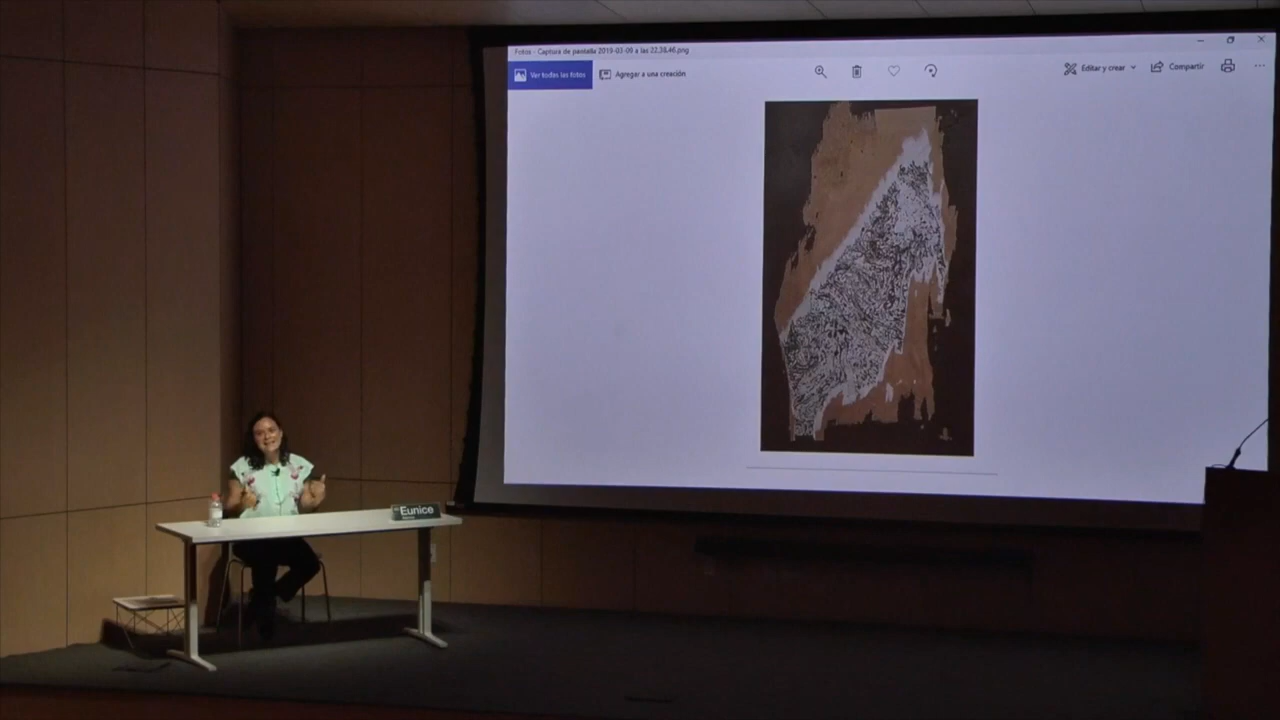 Fotos - Captura de pantalla 2019-03-09 a las 22.38.46.png
Ver todas las fotos
Agregar a una creación
Editar y crear
Compartir
Eunice